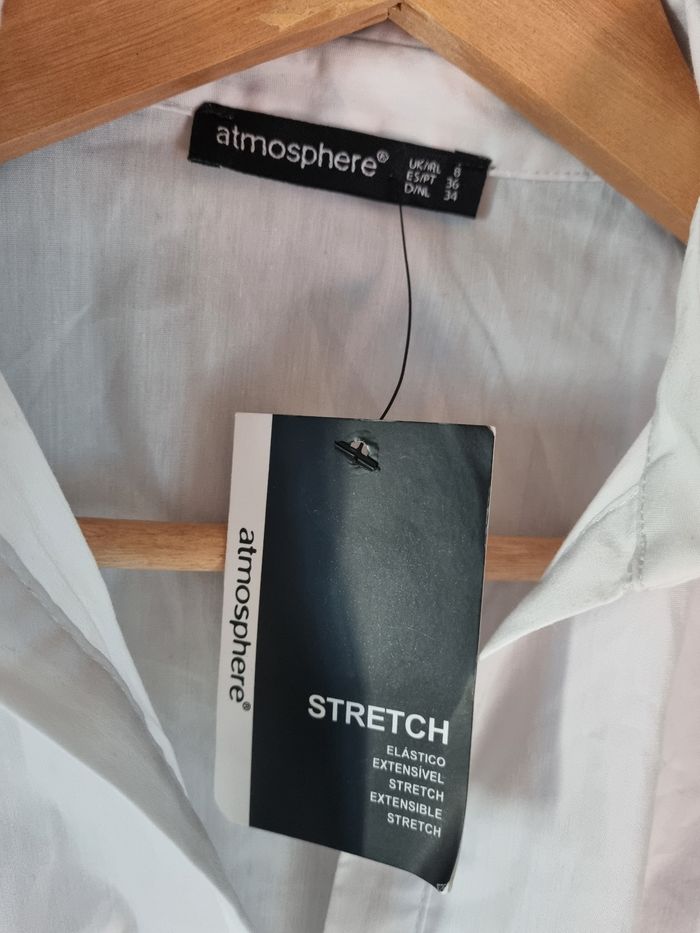 atmosphere®
UK/IRL 8
ES/PT 36
D/NL 34
atmosphere®
STRETCH
ELÁSTICO
EXTENSÍVEL
STRETCH
EXTENSIBLE
STRETCH